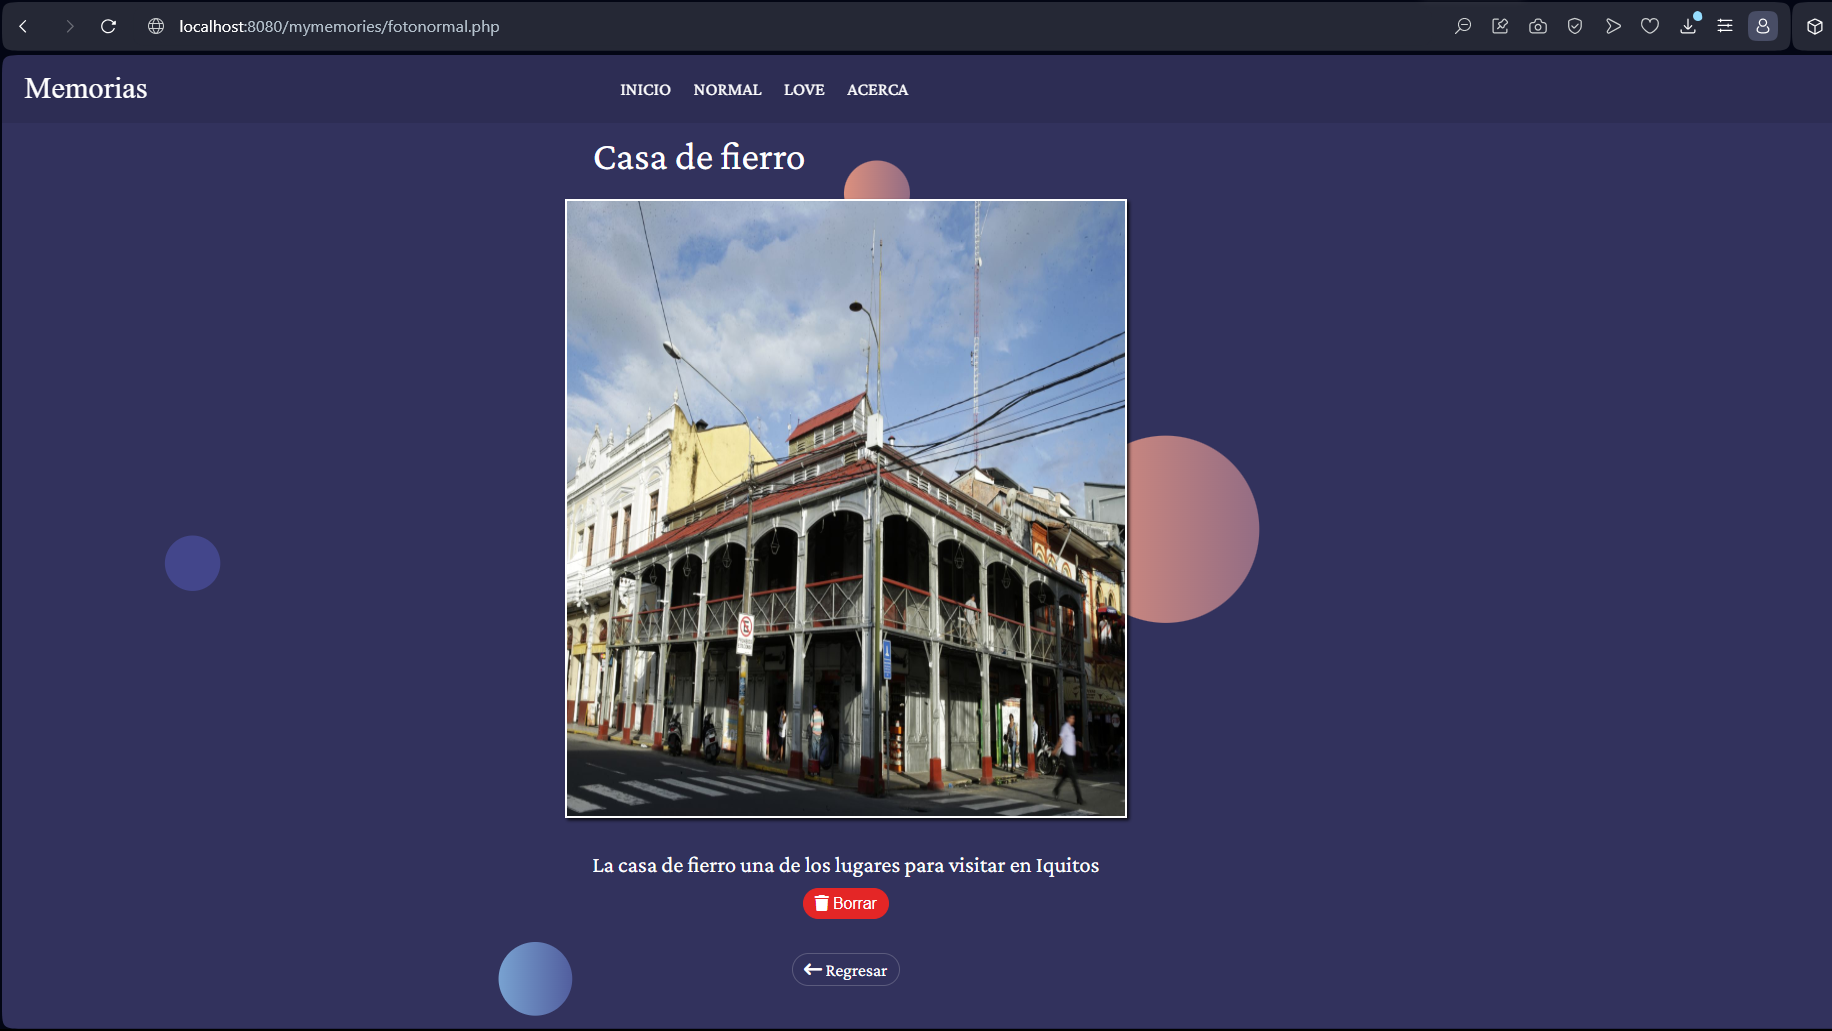 localhost:8080/mymemories/fotonormal.php
Memorias
INICIO NORMAL LOVE ACERCA
Casa de fierro
La casa de fierro una de los lugares para visitar en Iquitos
Borrar
Regresar